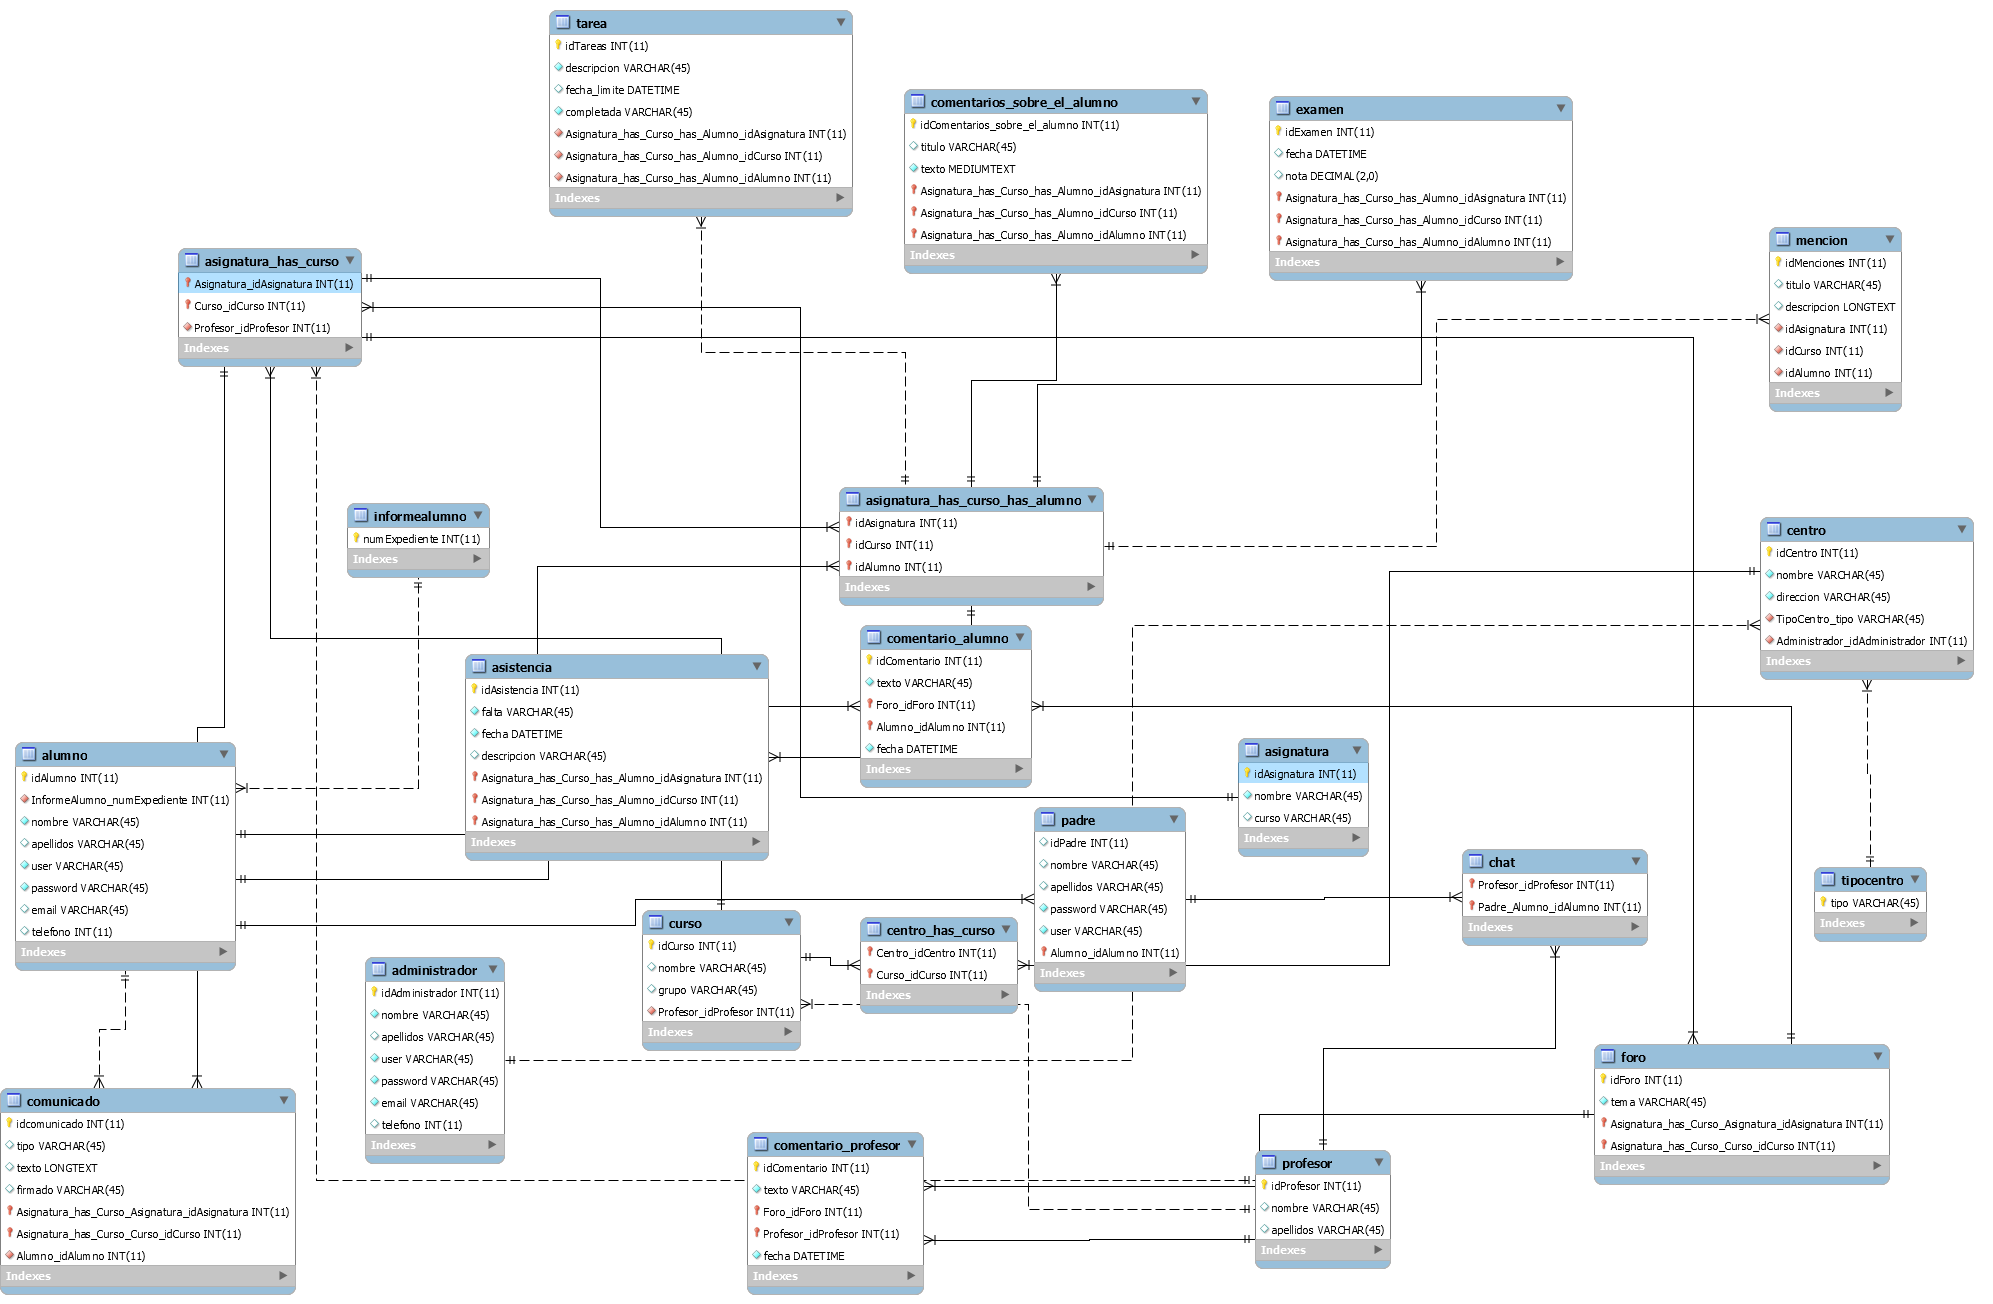 tarea
idTareas INT(11)
descripcion VARCHAR(45)
fecha_limite DATETIME
completada VARCHAR(45)
Asignatura_has_Curso_has_Alumno_idAsignatura INT(11)
Asignatura_has_Curso_has_Alumno_idCurso INT(11)
Asignatura_has_Curso_has_Alumno_idAlumno INT(11)
Indexes
comentarios_sobre_el_alumno
idComentarios_sobre_el_alumno INT(11)
titulo VARCHAR(45)
texto MEDIUMTEXT
Asignatura_has_Curso_has_Alumno_idAsignatura INT(11)
Asignatura_has_Curso_has_Alumno_idCurso INT(11)
Asignatura_has_Curso_has_Alumno_idAlumno INT(11)
Indexes
examen
idExamen INT(11)
fecha DATETIME
nota DECIMAL(2,0)
Asignatura_has_Curso_has_Alumno_idAsignatura INT(11)
Asignatura_has_Curso_has_Alumno_idCurso INT(11)
Asignatura_has_Curso_has_Alumno_idAlumno INT(11)
Indexes
mencion
idMenciones INT(11)
titulo VARCHAR(45)
descripcion LONGTEXT
idAsignatura INT(11)
idCurso INT(11)
idAlumno INT(11)
Indexes
asignatura_has_curso
Asignatura_idAsignatura INT(11)
Curso_idCurso INT(11)
Profesor_idProfesor INT(11)
Indexes
informealumno
numExpediente INT(11)
Indexes
asignatura_has_curso_has_alumno
idAsignatura INT(11)
idCurso INT(11)
idAlumno INT(11)
Indexes
centro
idCentro INT(11)
nombre VARCHAR(45)
direccion VARCHAR(45)
TipoCentro_tipo VARCHAR(45)
Administrador_idAdministrador INT(11)
Indexes
comentario_alumno
idComentario INT(11)
texto VARCHAR(45)
Foro_idForo INT(11)
Alumno_idAlumno INT(11)
fecha DATETIME
Indexes
asistencia
idAsistencia INT(11)
falta VARCHAR(45)
fecha DATETIME
descripcion VARCHAR(45)
Asignatura_has_Curso_has_Alumno_idAsignatura INT(11)
Asignatura_has_Curso_has_Alumno_idCurso INT(11)
Asignatura_has_Curso_has_Alumno_idAlumno INT(11)
Indexes
alumno
idAlumno INT(11)
InformeAlumno_numExpediente INT(11)
nombre VARCHAR(45)
apellidos VARCHAR(45)
user VARCHAR(45)
password VARCHAR(45)
email VARCHAR(45)
telefono INT(11)
Indexes
asignatura
idAsignatura INT(11)
nombre VARCHAR(45)
curso VARCHAR(45)
Indexes
padre
idPadre INT(11)
nombre VARCHAR(45)
apellidos VARCHAR(45)
password VARCHAR(45)
user VARCHAR(45)
Alumno_idAlumno INT(11)
Indexes
chat
Profesor_idProfesor INT(11)
Padre_Alumno_idAlumno INT(11)
Indexes
tipocentro
tipo VARCHAR(45)
Indexes
curso
idCurso INT(11)
nombre VARCHAR(45)
grupo VARCHAR(45)
Profesor_idProfesor INT(11)
Indexes
centro_has_curso
Centro_idCentro INT(11)
Curso_idCurso INT(11)
Indexes
administrador
idAdministrador INT(11)
nombre VARCHAR(45)
apellidos VARCHAR(45)
user VARCHAR(45)
password VARCHAR(45)
email VARCHAR(45)
telefono INT(11)
Indexes
foro
idForo INT(11)
tema VARCHAR(45)
Asignatura_has_Curso_Asignatura_idAsignatura INT(11)
Asignatura_has_Curso_Curso_idCurso INT(11)
Indexes
comunicado
idcomunicado INT(11)
tipo VARCHAR(45)
texto LONGTEXT
firmado VARCHAR(45)
Asignatura_has_Curso_Asignatura_idAsignatura INT(11)
Asignatura_has_Curso_Curso_idCurso INT(11)
Alumno_idAlumno INT(11)
Indexes
comentario_profesor
idComentario INT(11)
texto VARCHAR(45)
Foro_idForo INT(11)
Profesor_idProfesor INT(11)
fecha DATETIME
Indexes
profesor
idProfesor INT(11)
nombre VARCHAR(45)
apellidos VARCHAR(45)
Indexes